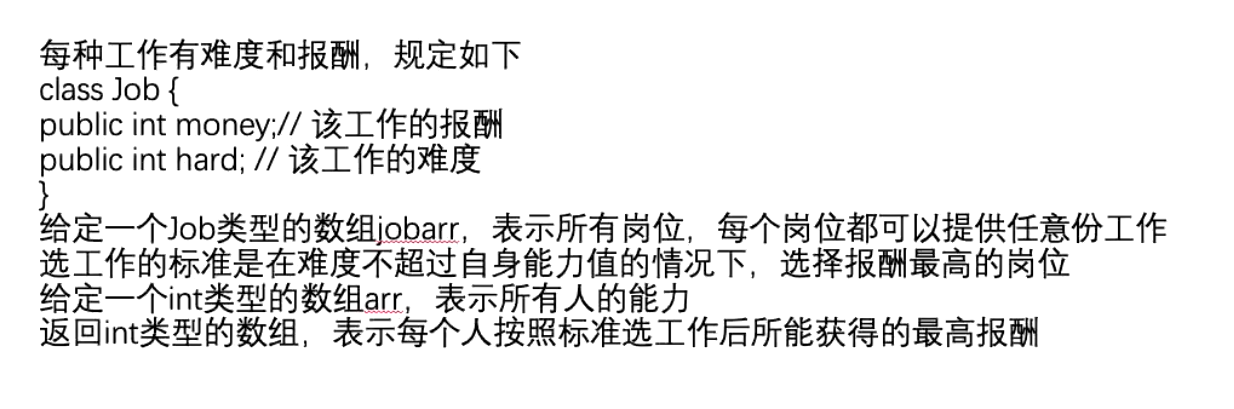 每种工作有难度和报酬，规定如下
class Job {
public int money;// 该工作的报酬
public int hard; // 该工作的难度
}
给定一个Job类型的数组jobarr，表示所有岗位，每个岗位都可以提供任意份工作
选工作的标准是在难度不超过自身能力值的情况下，选择报酬最高的岗位
给定一个int类型的数组arr，表示所有人的能力
返回int类型的数组，表示每个人按照标准选工作后所能获得的最高报酬